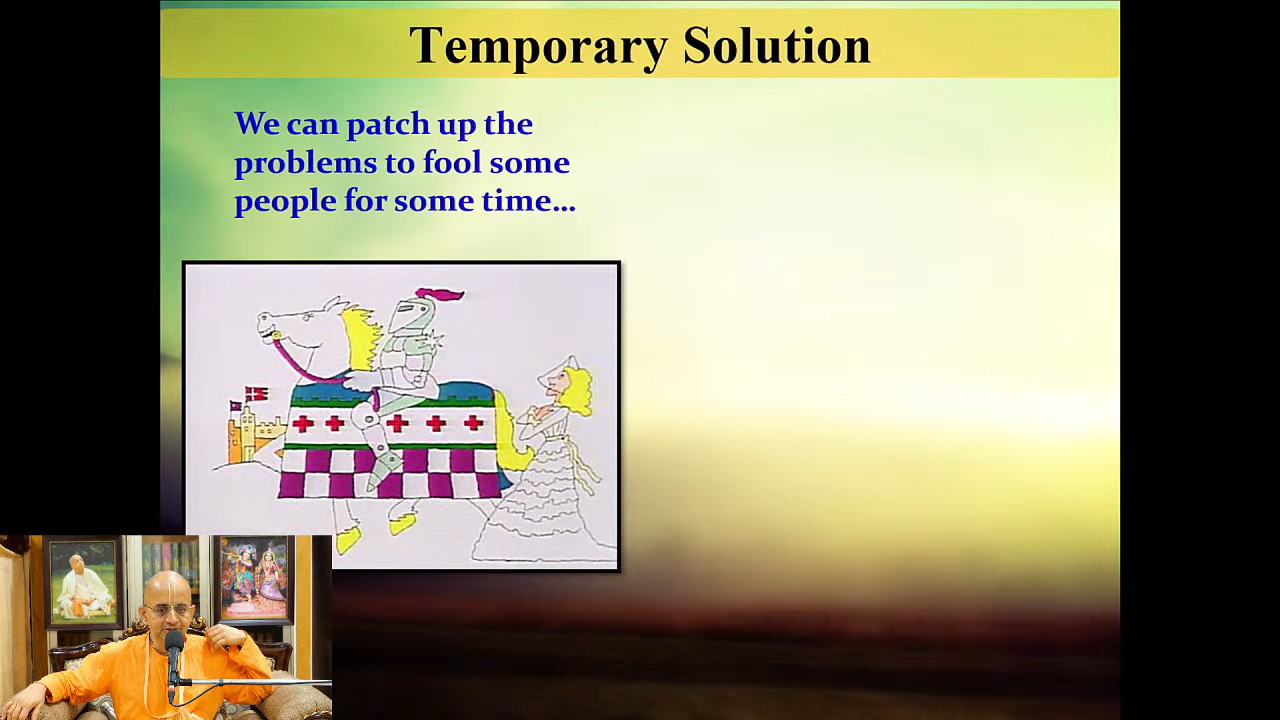 Temporary Solution
We can patch up the
problems to fool some
people for some time...